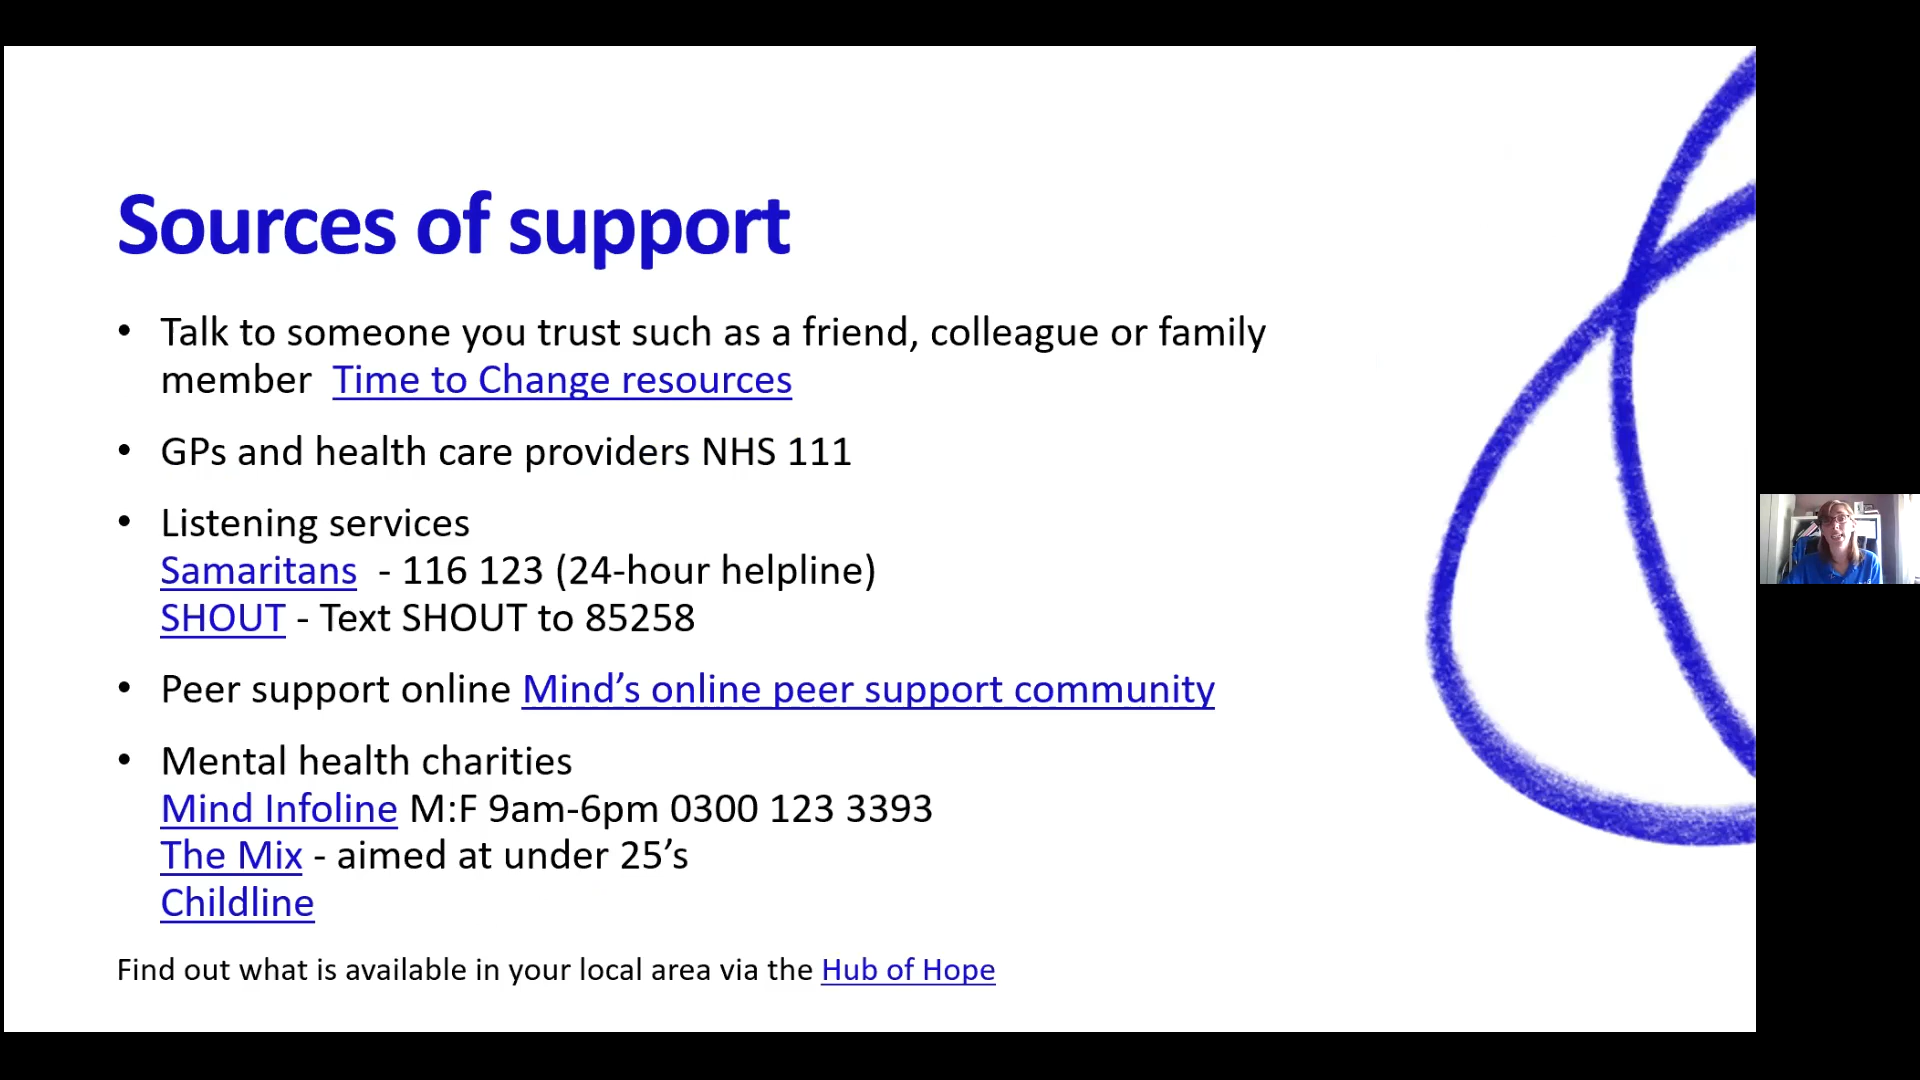 Sources of support
• Talk to someone you trust such as a friend, colleague or family
member Time to Change resources
• GPs and health care providers NHS 111
• Listening services
Samaritans - 116 123 (24-hour helpline)
SHOUT - Text SHOUT to 85258
• Peer support online Mind’s online peer support community
• Mental health charities
Mind Infoline M:F 9am-6pm 0300 123 3393
The Mix - aimed at under 25’s
Childline
Find out what is available in your local area via the Hub of Hope